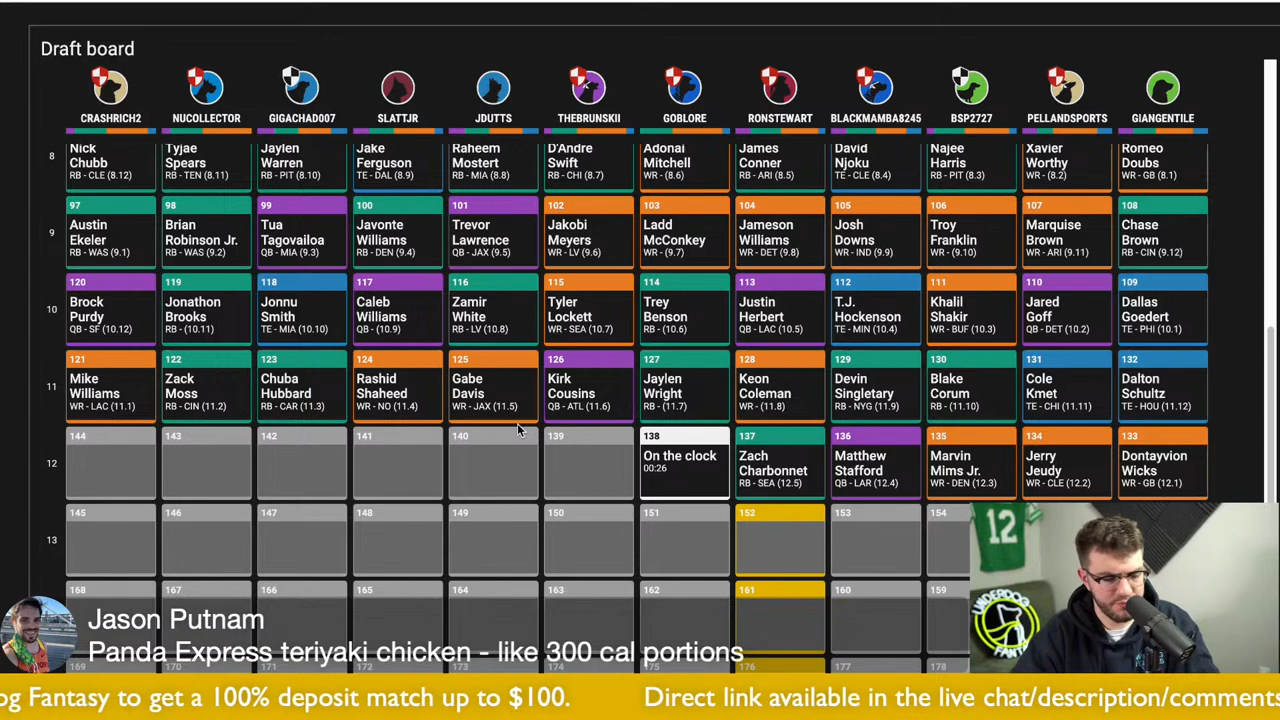 Draft board
CRASHRICH2 NUCOLLECTOR GIGACHAD007 SLATTJR JDUTTS THEBRUNSKII GOBLORE RONSTEWART BLACKMAMBA8245 BSP2727 PELLANDSPORTS GIANGENTILE
8
Nick Tyjae Jaylen Jake Raheem D'Andre Adonai James David Najee Xavier Romeo
Chubb Spears Warren Ferguson Mostert Swift Mitchell Conner Njoku Harris Worthy Doubs
RB - CLE (8.12) RB - TEN (8.11) RB - PIT (8.10) TE - DAL (8.9) RB - MIA (8.8) RB - CHI (8.7) WR - (8.6) RB - ARI (8.5) TE - CLE (8.4) RB - PIT (8.3) WR - (8.2) WR - GB (8.1)
97 98 99 100 101 102 103 104 105 106 107 108
9
Austin Brian Tua Javonte Trevor Jakobi Ladd Jameson Josh Troy Marquise Chase
Ekeler Robinson Jr. Tagovailoa Williams Lawrence Meyers McConkey Williams Downs Franklin Brown Brown
RB - WAS (9.1) RB - WAS (9.2) QB - MIA (9.3) RB - DEN (9.4) QB - JAX (9.5) WR - LV (9.6) WR - (9.7) WR - DET (9.8) WR - IND (9.9) WR - (9.10) WR - ARI (9.11) RB - CIN (9.12)
120 119 118 117 116 115 114 113 112 111 110 109
10
Brock Jonathon Jonnu Caleb Zamir Tyler Trey Justin T.J. Khalil Jared Dallas
Purdy Brooks Smith Williams White Lockett Benson Herbert Hockenson Shakir Goff Goedert
QB - SF (10.12) RB - (10.11) TE - MIA (10.10) QB - (10.9) RB - LV (10.8) WR - SEA (10.7) RB - (10.6) QB - LAC (10.5) TE - MIN (10.4) WR - BUF (10.3) QB - DET (10.2) TE - PHI (10.1)
121 122 123 124 125 126 127 128 129 130 131 132
11
Mike Zack Chuba Rashid Gabe Kirk Jaylen Keon Devin Blake Cole Dalton
Williams Moss Hubbard Shaheed Davis Cousins Wright Coleman Singletary Corum Kmet Schultz
WR - LAC (11.1) RB - CIN (11.2) RB - CAR (11.3) WR - NO (11.4) WR - JAX (11.5) QB - ATL (11.6) RB - (11.7) WR - (11.8) RB - NYG (11.9) RB - (11.10) TE - CHI (11.11) TE - HOU (11.12)
144 143 142 141 140 139 138 137 136 135 134 133
12
On the clock Zach Matthew Marvin Jerry Dontayvion
00:26 Charbonnet Stafford Mims Jr. Jeudy Wicks
RB - SEA (12.5) QB - LAR (12.4) WR - DEN (12.3) WR - CLE (12.2) WR - GB (12.1)
145 146 147 148 149 150 151 152 153 154
13
12
168 167 166 165 164 163 162 161 160 159
UNDERDOG
FANTASY
Jason Putnam
Panda Express teriyaki chicken - like 300 cal portions
169 172 173 174 175 176 177 178
og Fantasy to get a 100% deposit match up to $100. Direct link available in the live chat/description/comments